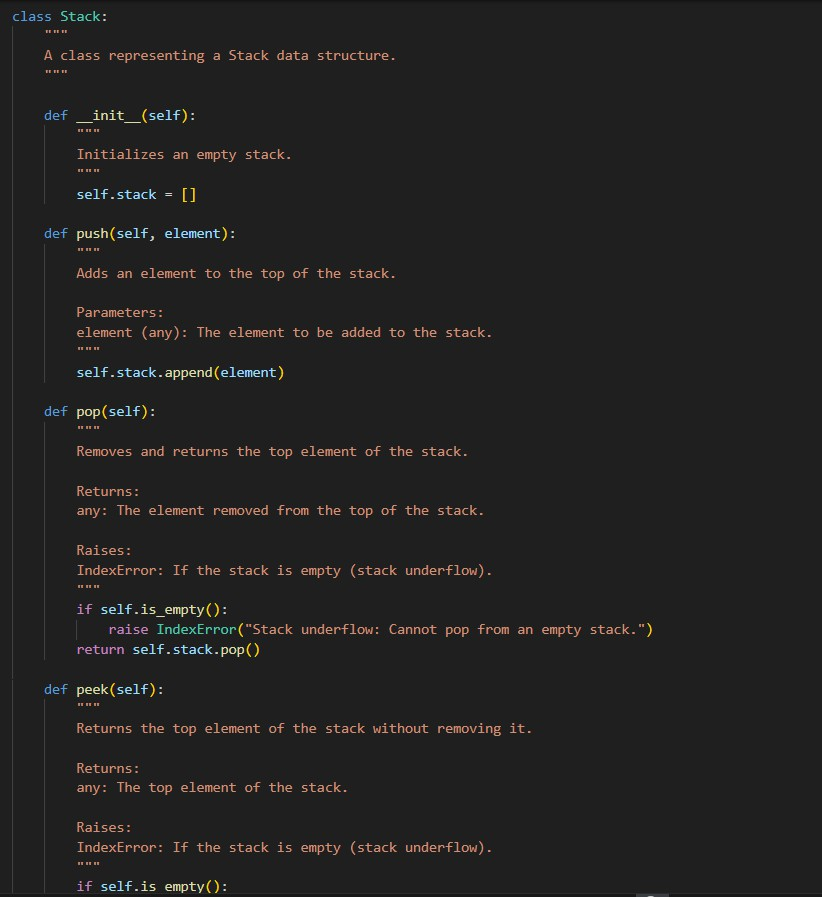 class Stack:
    """
    A class representing a Stack data structure.
    """

    def __init__(self):
        """
        Initializes an empty stack.
        """
        self.stack = []

    def push(self, element):
        """
        Adds an element to the top of the stack.

        Parameters:
        element (any): The element to be added to the stack.
        """
        self.stack.append(element)

    def pop(self):
        """
        Removes and returns the top element of the stack.

        Returns:
        any: The element removed from the top of the stack.

        Raises:
        IndexError: If the stack is empty (stack underflow).
        """
        if self.is_empty():
            raise IndexError("Stack underflow: Cannot pop from an empty stack.")
        return self.stack.pop()

    def peek(self):
        """
        Returns the top element of the stack without removing it.

        Returns:
        any: The top element of the stack.

        Raises:
        IndexError: If the stack is empty (stack underflow).
        """
        if self.is_empty():